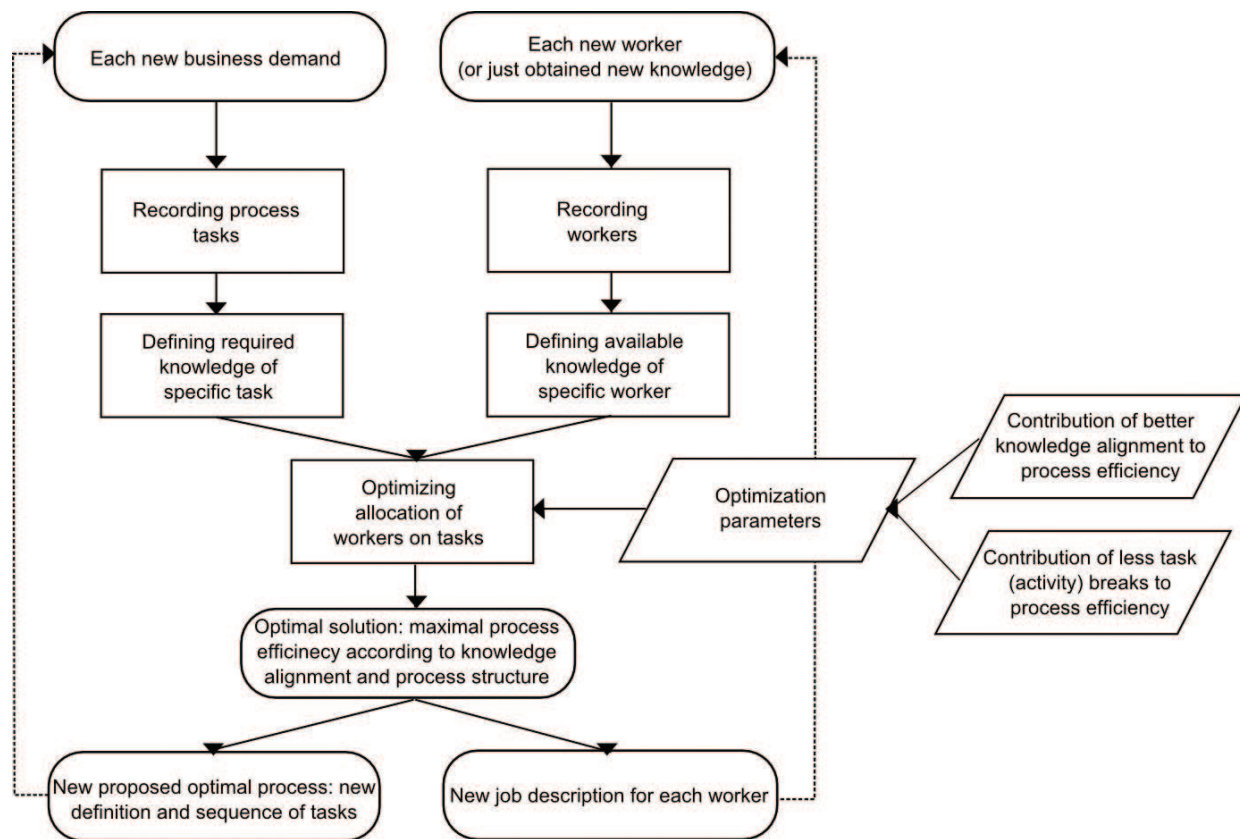 Each new business demand
Each new worker
(or just obtained new knowledge)
Recording process
tasks
Recording
workers
Defining required
knowledge of
specific task
Defining available
knowledge of
specific worker
Contribution of better
knowledge alignment to
process efficiency
Optimizing
allocation of
workers on tasks
Optimization
parameters
Contribution of less task
(activity) breaks to
process efficiency
Optimal solution: maximal process
efficinecy according to knowledge
alignment and process structure
New proposed optimal process: new
definition and sequence of tasks
New job description for each worker